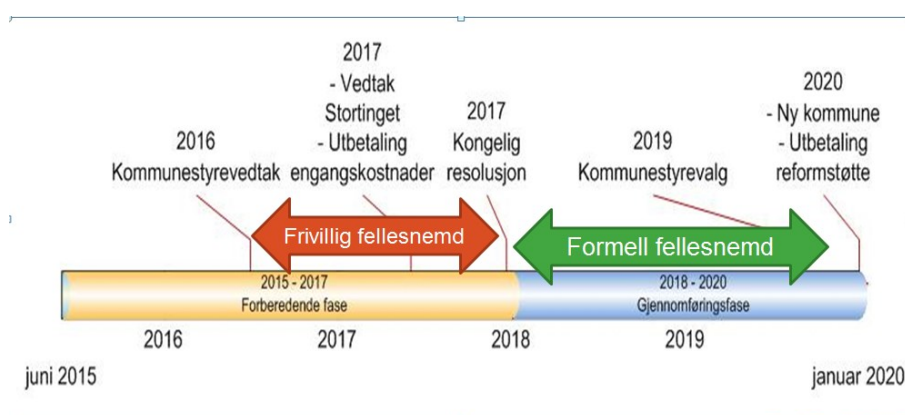 2016
Kommunestyrevedtak
2017
- Vedtak
Stortinget
- Utbetaling
engangskostnader
2017
Kongelig
resolusjon
2019
Kommunestyrevalg
2020
- Ny kommune
- Utbetaling
reformstøtte
Frivillig fellesnemd
Formell fellesnemd
2015 - 2017
Forberedende fase
2018 - 2020
Gjennomføringsfase
2016
2017
2018
2019
juni 2015
januar 2020